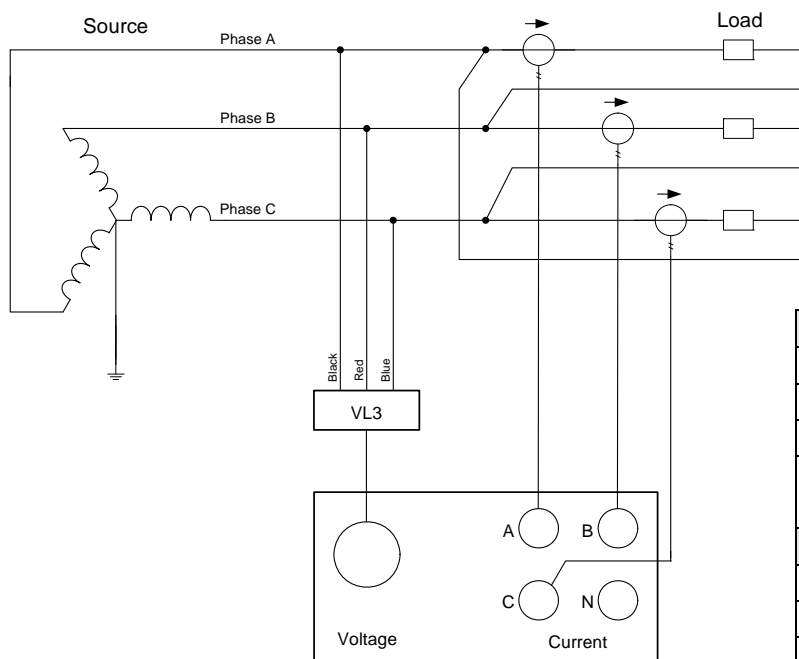 Source
Load
Phase A
Phase B
Phase C
Black
Red
Blue
VL3
A
B
C
N
Voltage
Current